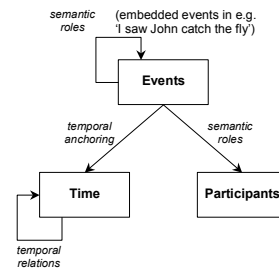 semantic
roles
(embedded events in e.g.
'I saw John catch the fly')
Events
temporal
anchoring
semantic
roles
Time
Participants
temporal
relations